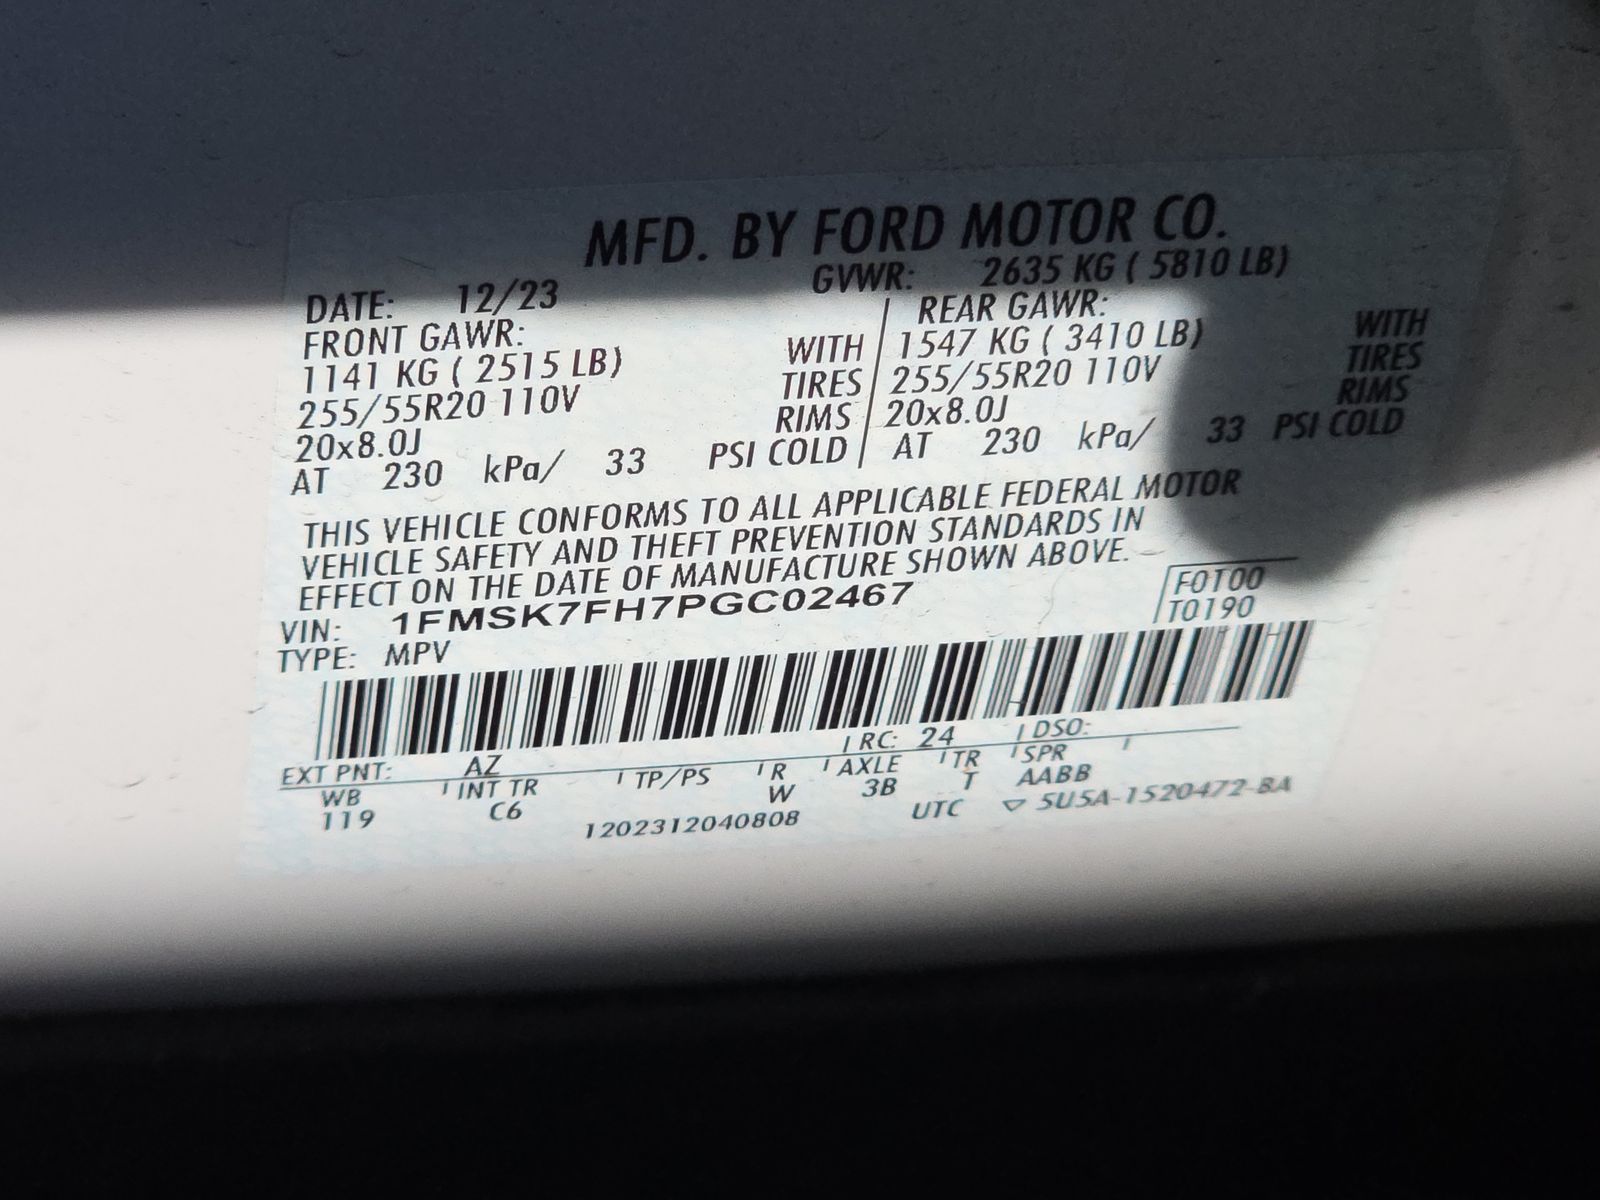 MFD. BY FORD MOTOR CO.
DATE: 12/23 GVWR: 2635 KG ( 5810 LB)
FRONT GAWR: REAR GAWR:
1141 KG ( 2515 LB) WITH 1547 KG ( 3410 LB) WITH
255/55R20 110V TIRES 255/55R20 110V TIRES
20x8.0J RIMS 20x8.0J RIMS
AT 230 kPa/ 33 PSI COLD AT 230 kPa/ 33 PSI COLD
THIS VEHICLE CONFORMS TO ALL APPLICABLE FEDERAL MOTOR
VEHICLE SAFETY AND THEFT PREVENTION STANDARDS IN
EFFECT ON THE DATE OF MANUFACTURE SHOWN ABOVE.
VIN: 1FMSK7FH7PGC02467 F0T00
TYPE: MPV T0190
EXT PNT: AZ RC: 24 DSO:
WB INT TR TP/PS R AXLE TR SPR
119 C6 W 3B T AABB
1202312040808 UTC ▽ 5U5A-1520472-BA